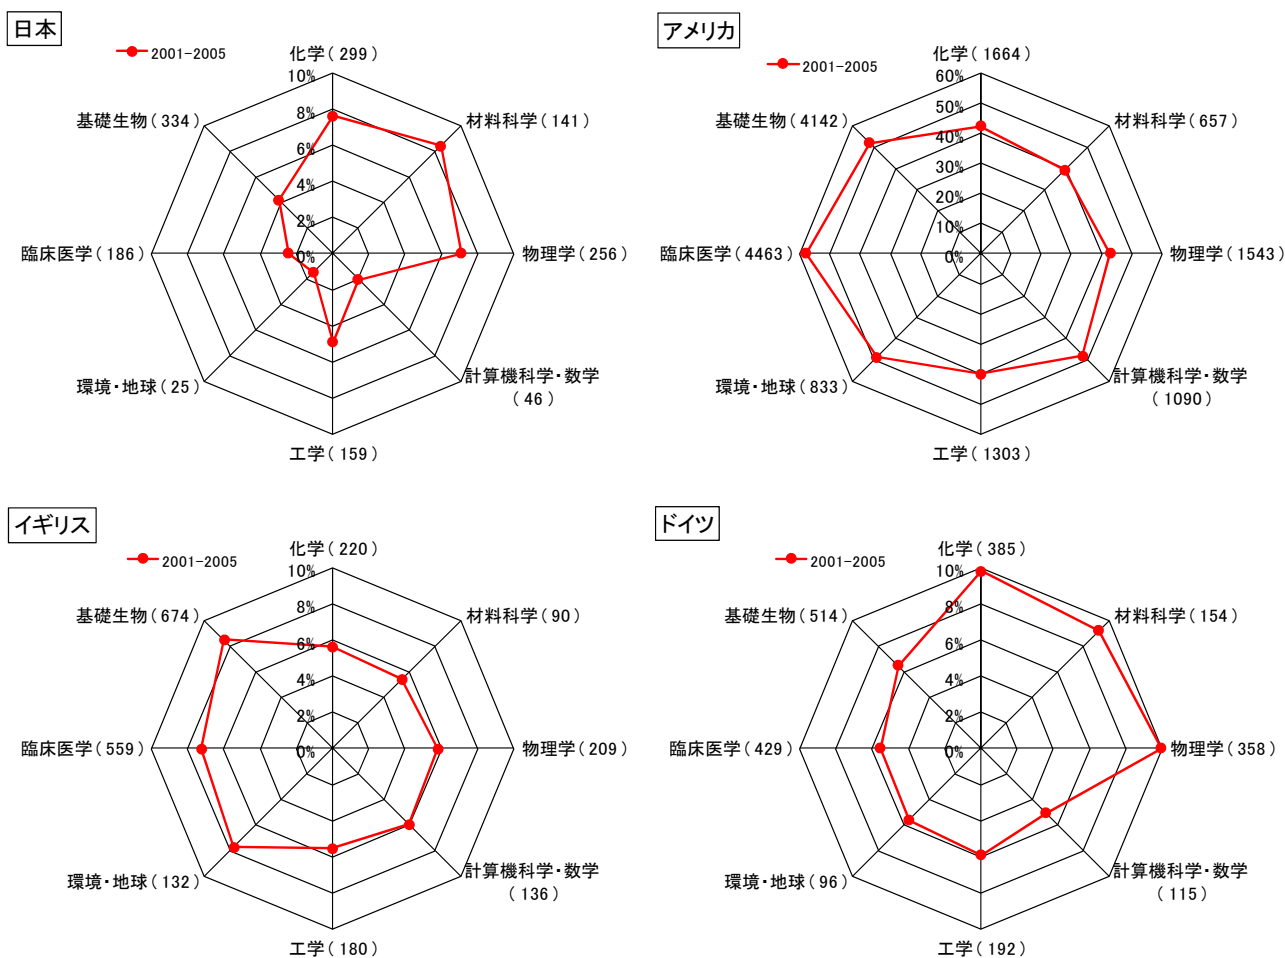 日本
2001-2005
化学(299)
10%
8%
6%
4%
2%
0%
基礎生物(334)
材料科学(141)
臨床医学(186)
物理学(256)
環境・地球(25)
計算機科学・数学
(46)
工学(159)
アメリカ
2001-2005
化学(1664)
60%
50%
40%
30%
20%
10%
0%
基礎生物(4142)
材料科学(657)
臨床医学(4463)
物理学(1543)
環境・地球(833)
計算機科学・数学
(1090)
工学(1303)
イギリス
2001-2005
化学(220)
10%
8%
6%
4%
2%
0%
基礎生物(674)
材料科学(90)
臨床医学(559)
物理学(209)
環境・地球(132)
計算機科学・数学
(136)
工学(180)
ドイツ
2001-2005
化学(385)
10%
8%
6%
4%
2%
0%
基礎生物(514)
材料科学(154)
臨床医学(429)
物理学(358)
環境・地球(96)
計算機科学・数学
(115)
工学(192)